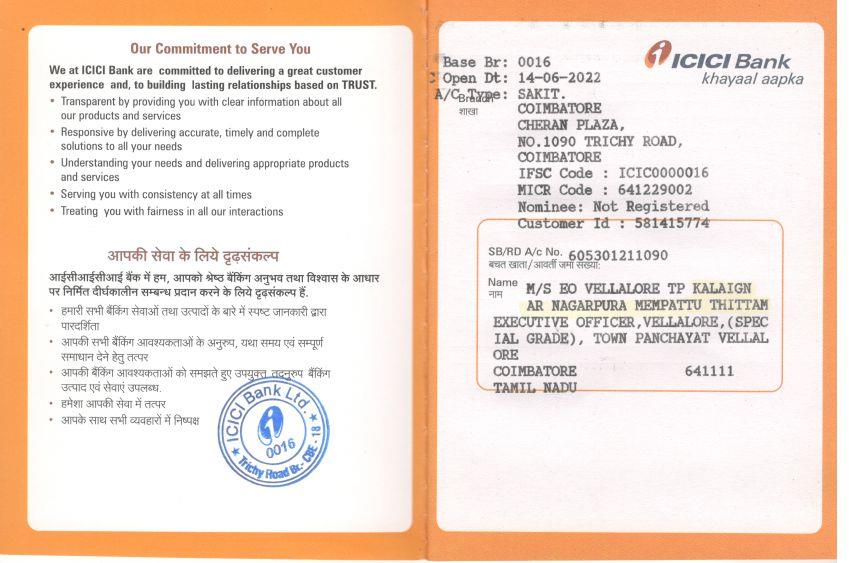 Our Commitment to Serve You
We at ICICI Bank are committed to delivering a great customer
experience and, to building lasting relationships based on TRUST.
• Transparent by providing you with clear information about all
our products and services
• Responsive by delivering accurate, timely and complete
solutions to all your needs
• Understanding your needs and delivering appropriate products
and services
• Serving you with consistency at all times
• Treating you with fairness in all our interactions
आपकी सेवा के लिये दृढ़संकल्प
आईसीआईसीआई बैंक में हम, आपको श्रेष्ठ बैंकिंग अनुभव तथा विश्वास के आधार
पर निर्मित दीर्घकालीन सम्बन्ध प्रदान करने के लिये दृढ़संकल्प हैं.
• हमारी सभी बैंकिंग सेवाओं तथा उत्पादों के बारे में स्पष्ट जानकारी द्वारा
पारदर्शिता
• आपकी सभी बैंकिंग आवश्यकताओं के अनुरुप, यथा समय एवं सम्पूर्ण
समाधान देने हेतु तत्पर
• आपकी बैंकिंग आवश्यकताओं को समझते हुए उपयुक्त तदनुरुप बैंकिंग
उत्पाद एवं सेवाएं उपलब्ध.
• हमेशा आपकी सेवा में तत्पर
• आपके साथ सभी व्यवहारों में निष्पक्ष
ICICI Bank Ltd.
0016
Trichy Road Br.- CBE - 18
ICICI Bank
khayaal aapka
Base Br: 0016
Open Dt: 14-06-2022
A/C Type: SAKIT.
Branch
शाखा
COIMBATORE
CHERAN PLAZA,
NO.1090 TRICHY ROAD,
COIMBATORE
IFSC Code : ICIC0000016
MICR Code : 641229002
Nominee: Not Registered
Customer Id : 581415774
SB/RD A/c No. 605301211090
बचत खाता/आवर्ती जमा संख्या:
Name M/S EO VELLALORE TP KALAIGN
नाम AR NAGARPURA MEMPATTU THITTAM
EXECUTIVE OFFICER,VELLALORE,(SPEC
IAL GRADE), TOWN PANCHAYAT VELLAL
ORE
COIMBATORE 641111
TAMIL NADU